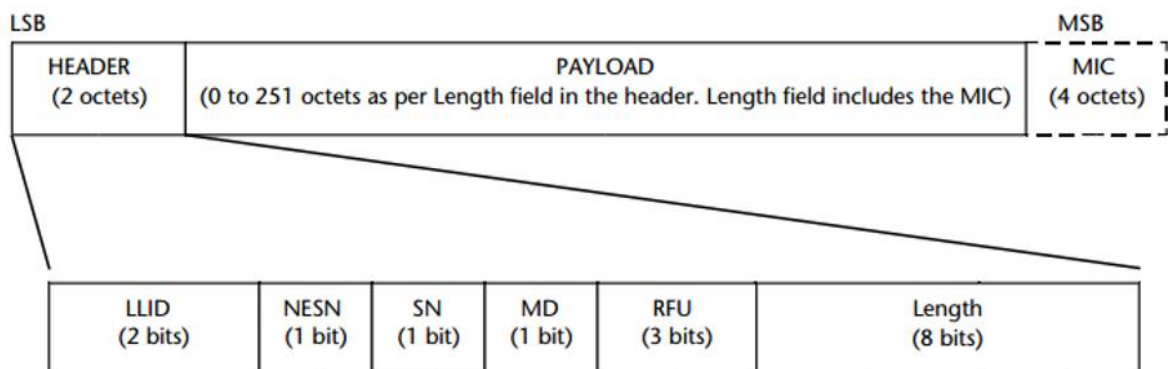 LSB
MSB
HEADER
(2 octets)
PAYLOAD
(0 to 251 octets as per Length field in the header. Length field includes the MIC)
MIC
(4 octets)
LLID
(2 bits)
NESN
(1 bit)
SN
(1 bit)
MD
(1 bit)
RFU
(3 bits)
Length
(8 bits)